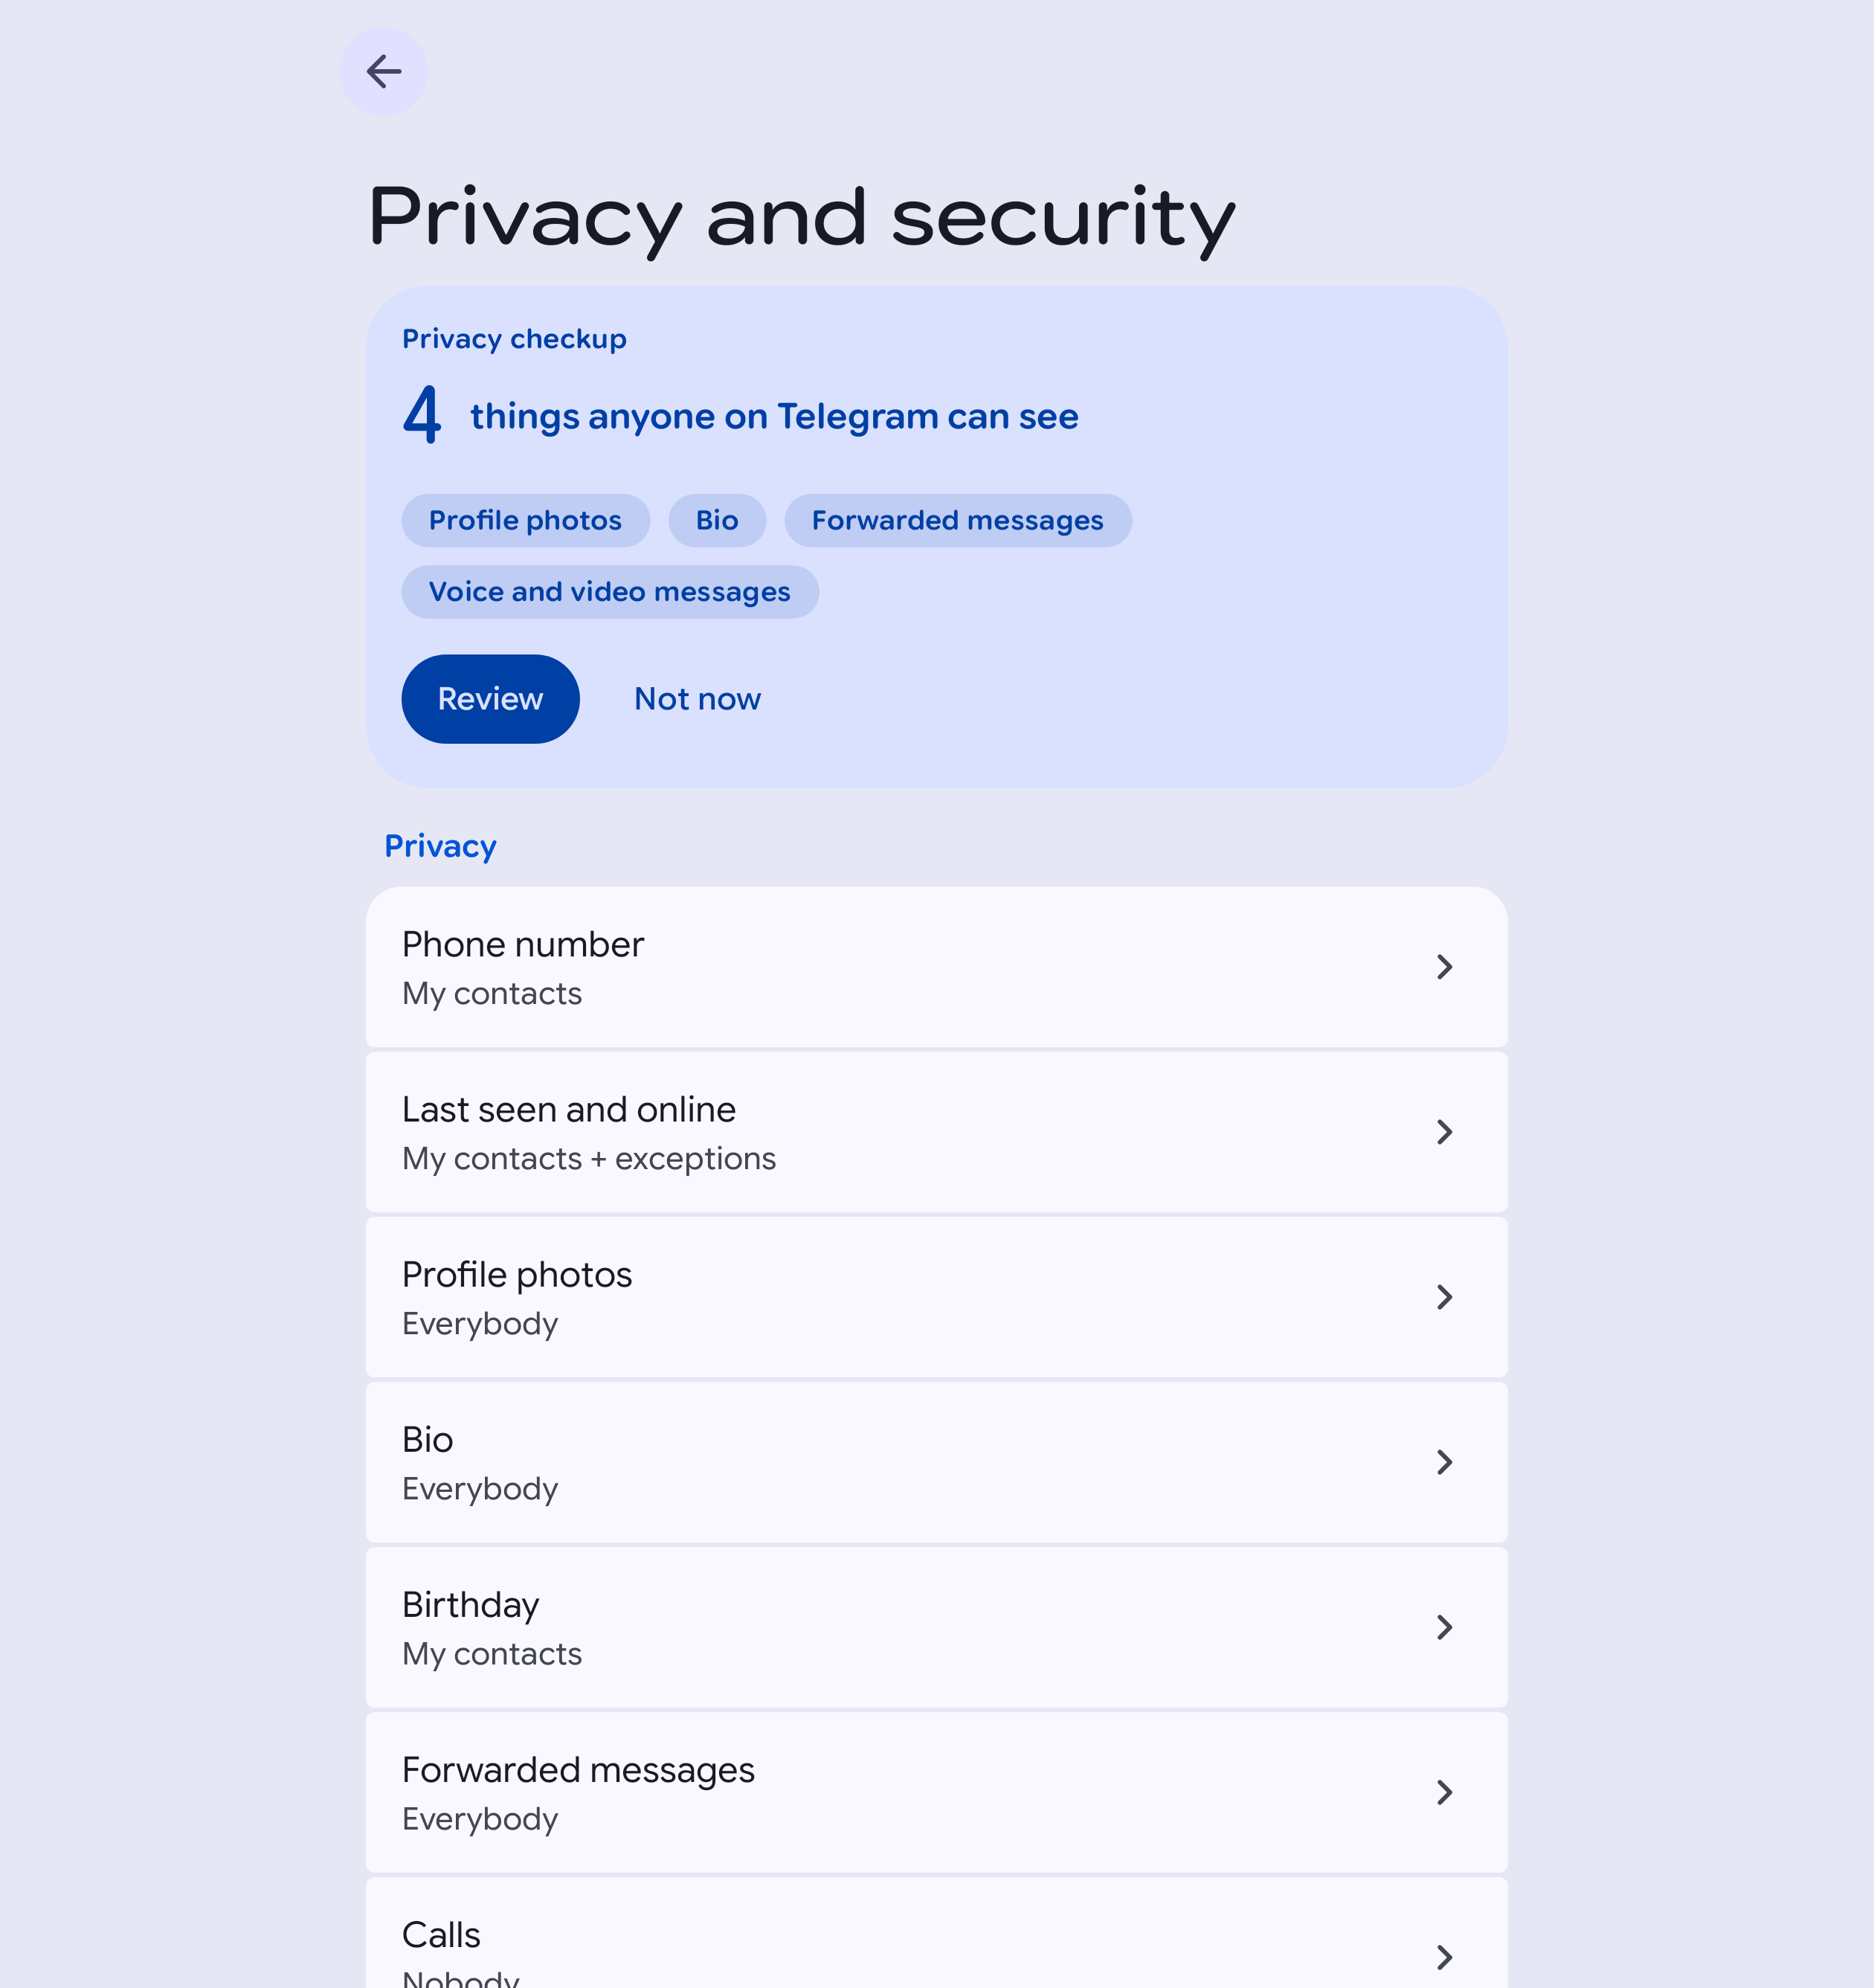 Privacy and security
Privacy checkup
4 things anyone on Telegram can see
Profile photos Bio Forwarded messages
Voice and video messages
Review Not now
Privacy
Phone number
My contacts
Last seen and online
My contacts + exceptions
Profile photos
Everybody
Bio
Everybody
Birthday
My contacts
Forwarded messages
Everybody
Calls
Nobody